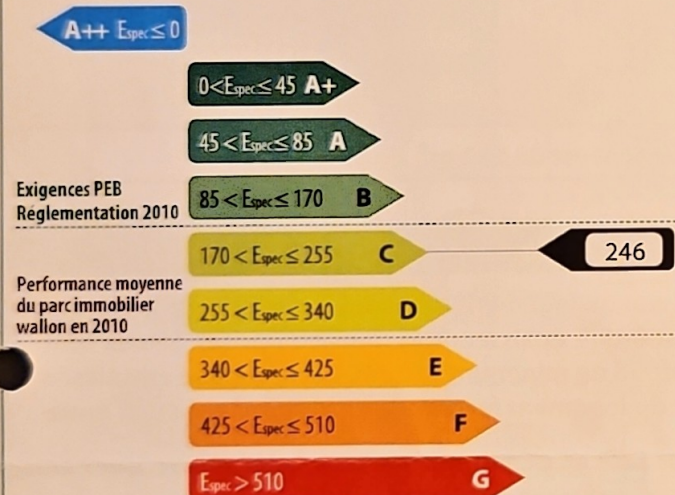 A++ Espec ≤ 0
0<Espec≤ 45 A+
45 < Espec≤ 85 A
Exigences PEB
Réglementation 2010
85 < Espec≤ 170 B
170 < Espec≤ 255 C
246
Performance moyenne
du parc immobilier
wallon en 2010
255 < Espec≤ 340 D
340 < Espec≤ 425 E
425 < Espec≤ 510 F
Espec > 510 G